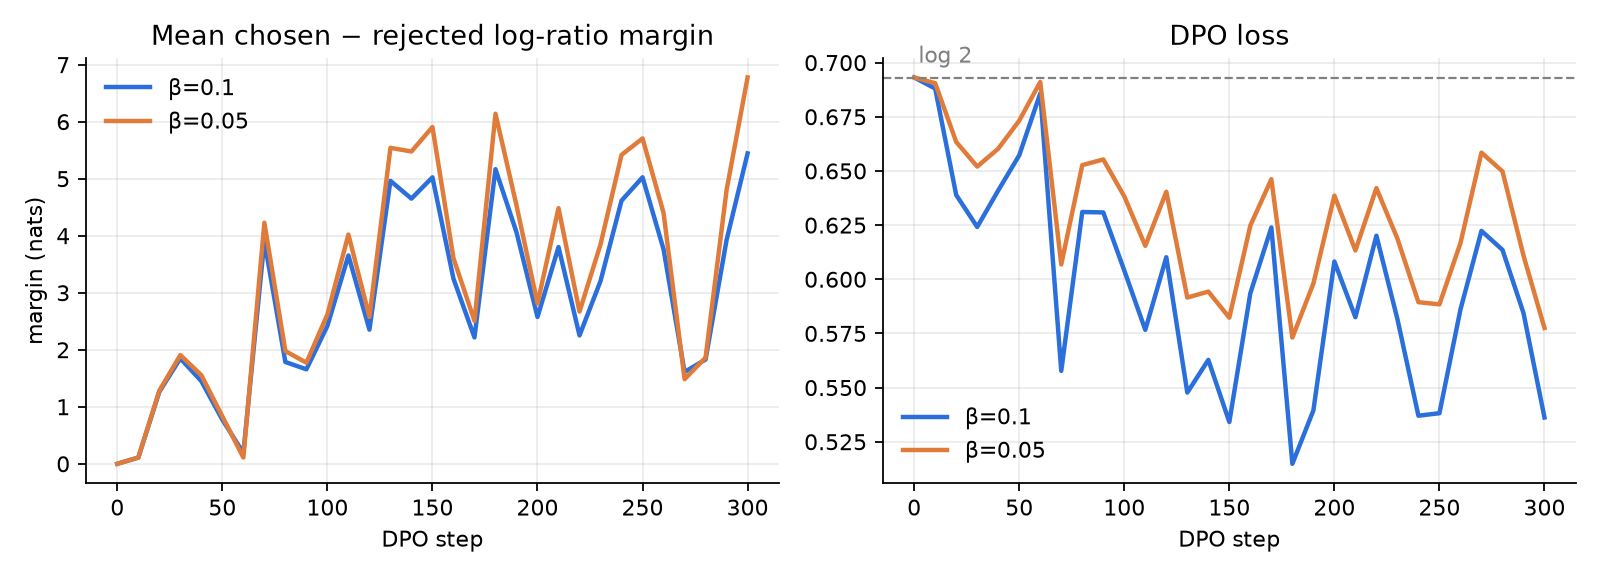 Mean chosen − rejected log-ratio margin
7
6
5
4
3
2
1
0
margin (nats)
β=0.1
β=0.05
0 50 100 150 200 250 300
DPO step
DPO loss
log 2
0.700
0.675
0.650
0.625
0.600
0.575
0.550
0.525
β=0.1
β=0.05
0 50 100 150 200 250 300
DPO step